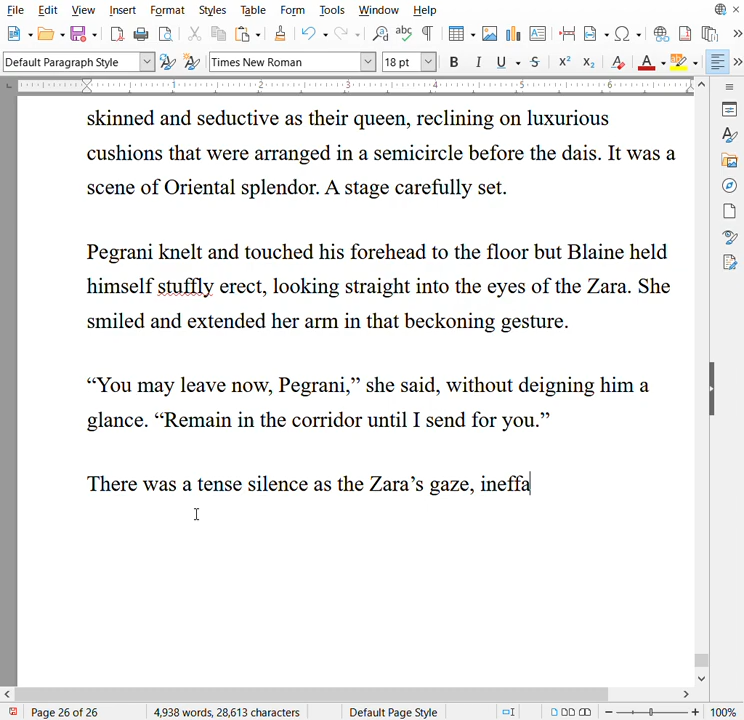 File Edit View Insert Format Styles Table Form Tools Window Help
Default Paragraph Style Times New Roman 18 pt
1 2 3 4 5 6
skinned and seductive as their queen, reclining on luxurious
cushions that were arranged in a semicircle before the dais. It was a
scene of Oriental splendor. A stage carefully set.
Pegrani knelt and touched his forehead to the floor but Blaine held
himself stuffly erect, looking straight into the eyes of the Zara. She
smiled and extended her arm in that beckoning gesture.
“You may leave now, Pegrani,” she said, without deigning him a
glance. “Remain in the corridor until I send for you.”
There was a tense silence as the Zara’s gaze, ineffa
Page 26 of 26 4,938 words, 28,613 characters Default Page Style 100%